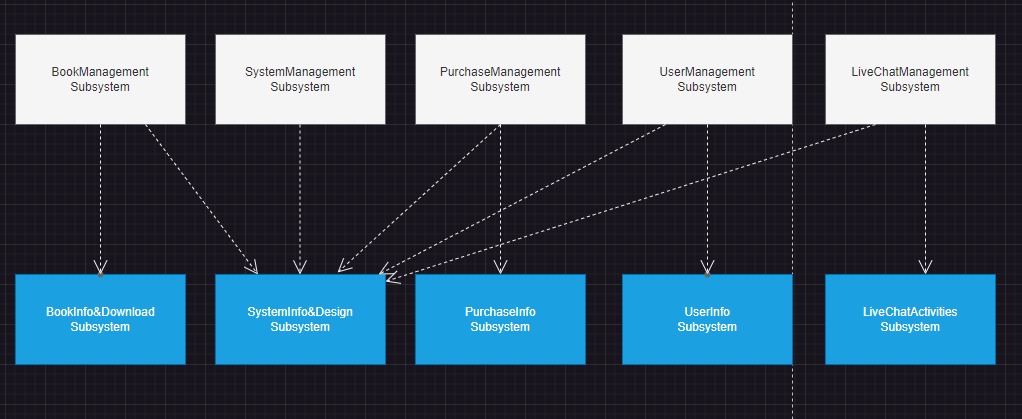 BookManagement
Subsystem
SystemManagement
Subsystem
PurchaseManagement
Subsystem
UserManagement
Subsystem
LiveChatManagement
Subsystem
BookInfo&Download
Subsystem
SystemInfo&Design
Subsystem
PurchaseInfo
Subsystem
UserInfo
Subsystem
LiveChatActivities
Subsystem